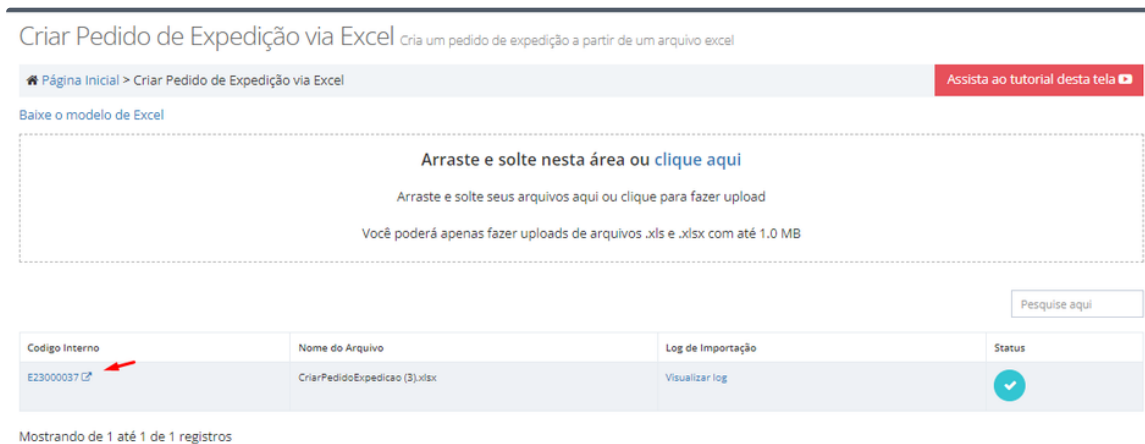 Criar Pedido de Expedição via Excel Cria um pedido de expedição a partir de um arquivo excel
Página Inicial > Criar Pedido de Expedição via Excel
Assista ao tutorial desta tela
Baixe o modelo de Excel
Arraste e solte nesta área ou clique aqui
Arraste e solte seus arquivos aqui ou clique para fazer upload
Você poderá apenas fazer uploads de arquivos .xls e .xlsx com até 1.0 MB
Pesquise aqui
Codigo Interno Nome do Arquivo Log de Importação Status
E23000037 CriarPedidoExpedicao (3).xlsx Visualizar log
Mostrando de 1 até 1 de 1 registros